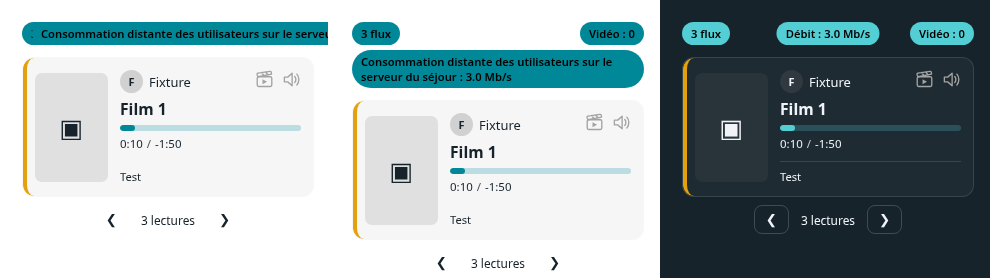 Consommation distante des utilisateurs sur le
F Fixture
Film 1
0:10 / -1:50
Test
❮ 3 lectures ❯
3 flux
Vidéo : 0
Consommation distante des utilisateurs sur le
serveur du séjour : 3.0 Mb/s
F Fixture
Film 1
0:10 / -1:50
Test
❮ 3 lectures ❯
3 flux
Débit : 3.0 Mb/s
Vidéo : 0
F Fixture
Film 1
0:10 / -1:50
Test
❮ 3 lectures ❯